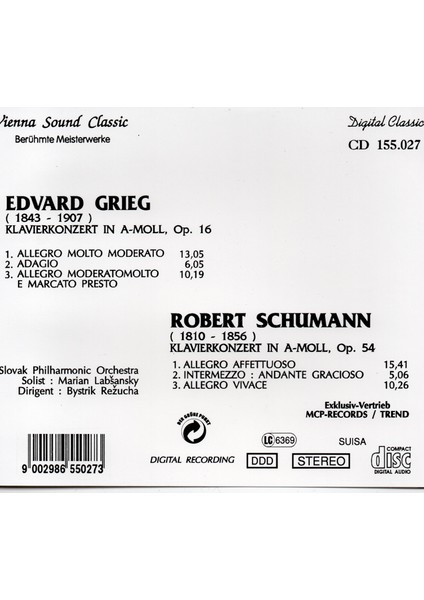 Vienna Sound Classic
Berühmte Meisterwerke
Digital Classic
CD 155.027
EDVARD GRIEG
( 1843 - 1907 )
KLAVIERKONZERT IN A-MOLL, Op. 16
1. ALLEGRO MOLTO MODERATO 13,05
2. ADAGIO 6,05
3. ALLEGRO MODERATOMOLTO 10,19
E MARCATO PRESTO
ROBERT SCHUMANN
( 1810 - 1856 )
KLAVIERKONZERT IN A-MOLL, Op. 54
1. ALLEGRO AFFETTUOSO 15,41
2. INTERMEZZO : ANDANTE GRACIOSO 5,06
3. ALLEGRO VIVACE 10,26
Slovak Philharmonic Orchestra
Solist : Marian Labšansky
Dirigent : Bystrik Režucha
Exklusiv-Vertrieb
MCP-RECORDS / TREND
DER GRÜNE PUNKT
9 002986 550273
DIGITAL RECORDING
DDD
LC 6369
STEREO
SUISA
COMPACT
disc
DIGITAL AUDIO